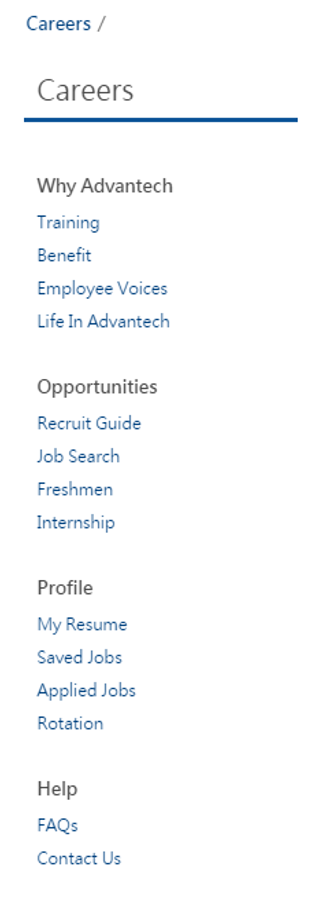 Careers /
Careers
Why Advantech
Training
Benefit
Employee Voices
Life In Advantech
Opportunities
Recruit Guide
Job Search
Freshmen
Internship
Profile
My Resume
Saved Jobs
Applied Jobs
Rotation
Help
FAQs
Contact Us